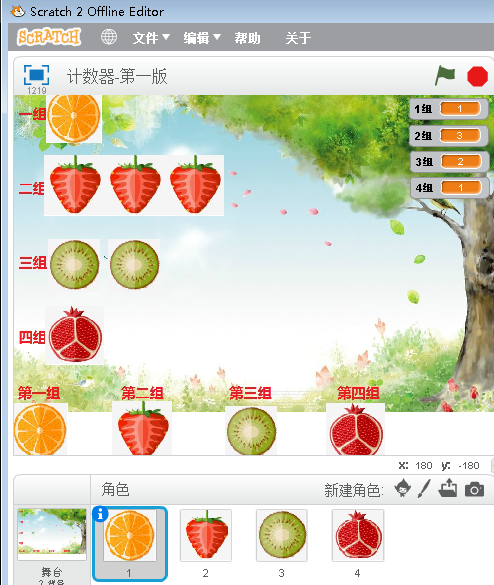 Scratch 2 Offline Editor
SCRATCH 文件 编辑 帮助 关于
计数器-第一版
1219
一组
1组 1
2组 3
3组 2
4组 1
二组
三组
四组
第一组 第二组 第三组 第四组
x: 180 y: -180
角色 新建角色:
1 2 3 4
舞台